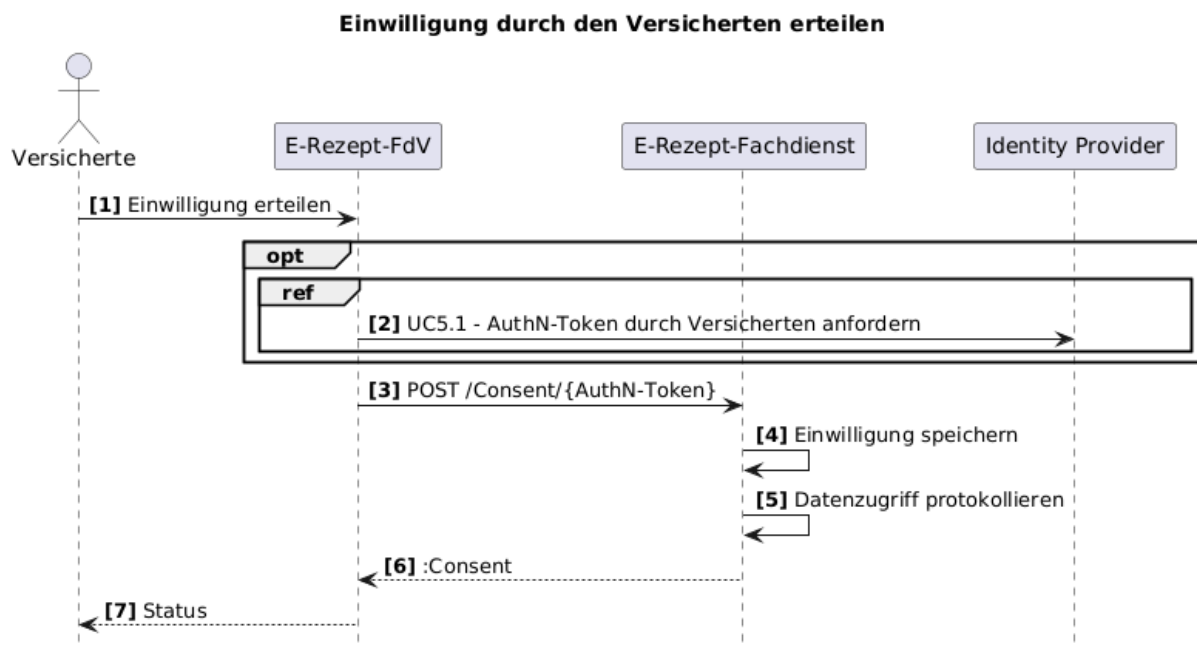 Einwilligung durch den Versicherten erteilen
Versicherte
E-Rezept-FdV
E-Rezept-Fachdienst
Identity Provider
[1] Einwilligung erteilen
opt
ref
[2] UC5.1 - AuthN-Token durch Versicherten anfordern
[3] POST /Consent/{AuthN-Token}
[4] Einwilligung speichern
[5] Datenzugriff protokollieren
[6] :Consent
[7] Status